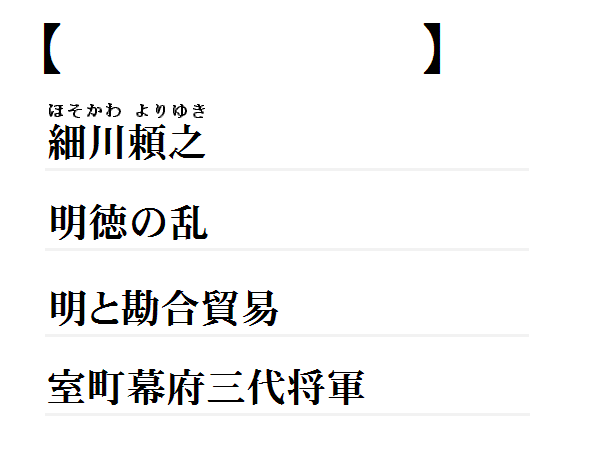 【　　　　　　　　　】
ほそかわ よりゆき
細川頼之
明徳の乱
明と勘合貿易
室町幕府三代将軍